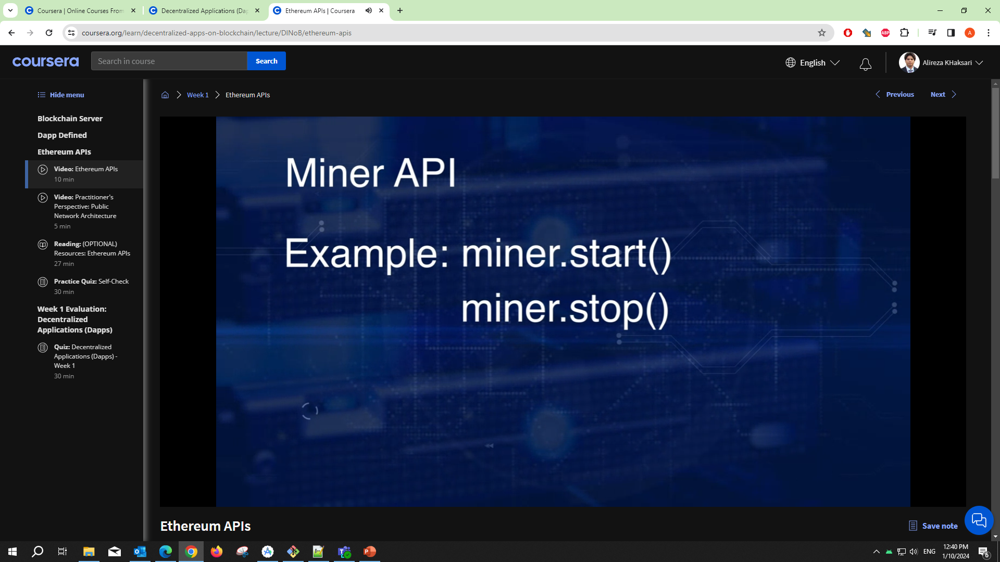 Coursera | Online Courses From
Decentralized Applications (Dap
Ethereum APIs | Coursera
coursera.org/learn/decentralized-apps-on-blockchain/lecture/DINoB/ethereum-apis
ABP
A
coursera
Search in course
Search
English
Alireza KHaksari
Hide menu
Week 1
Ethereum APIs
Previous
Next
Blockchain Server
Dapp Defined
Ethereum APIs
Video: Ethereum APIs
10 min
Video: Practitioner's
Perspective: Public
Network Architecture
5 min
Reading: (OPTIONAL)
Resources: Ethereum APIs
27 min
Practice Quiz: Self-Check
30 min
Week 1 Evaluation:
Decentralized
Applications (Dapps)
Quiz: Decentralized
Applications (Dapps) -
Week 1
30 min
Miner API
Example: miner.start()
miner.stop()
Ethereum APIs
Save note
ENG
12:40 PM
1/10/2024
6